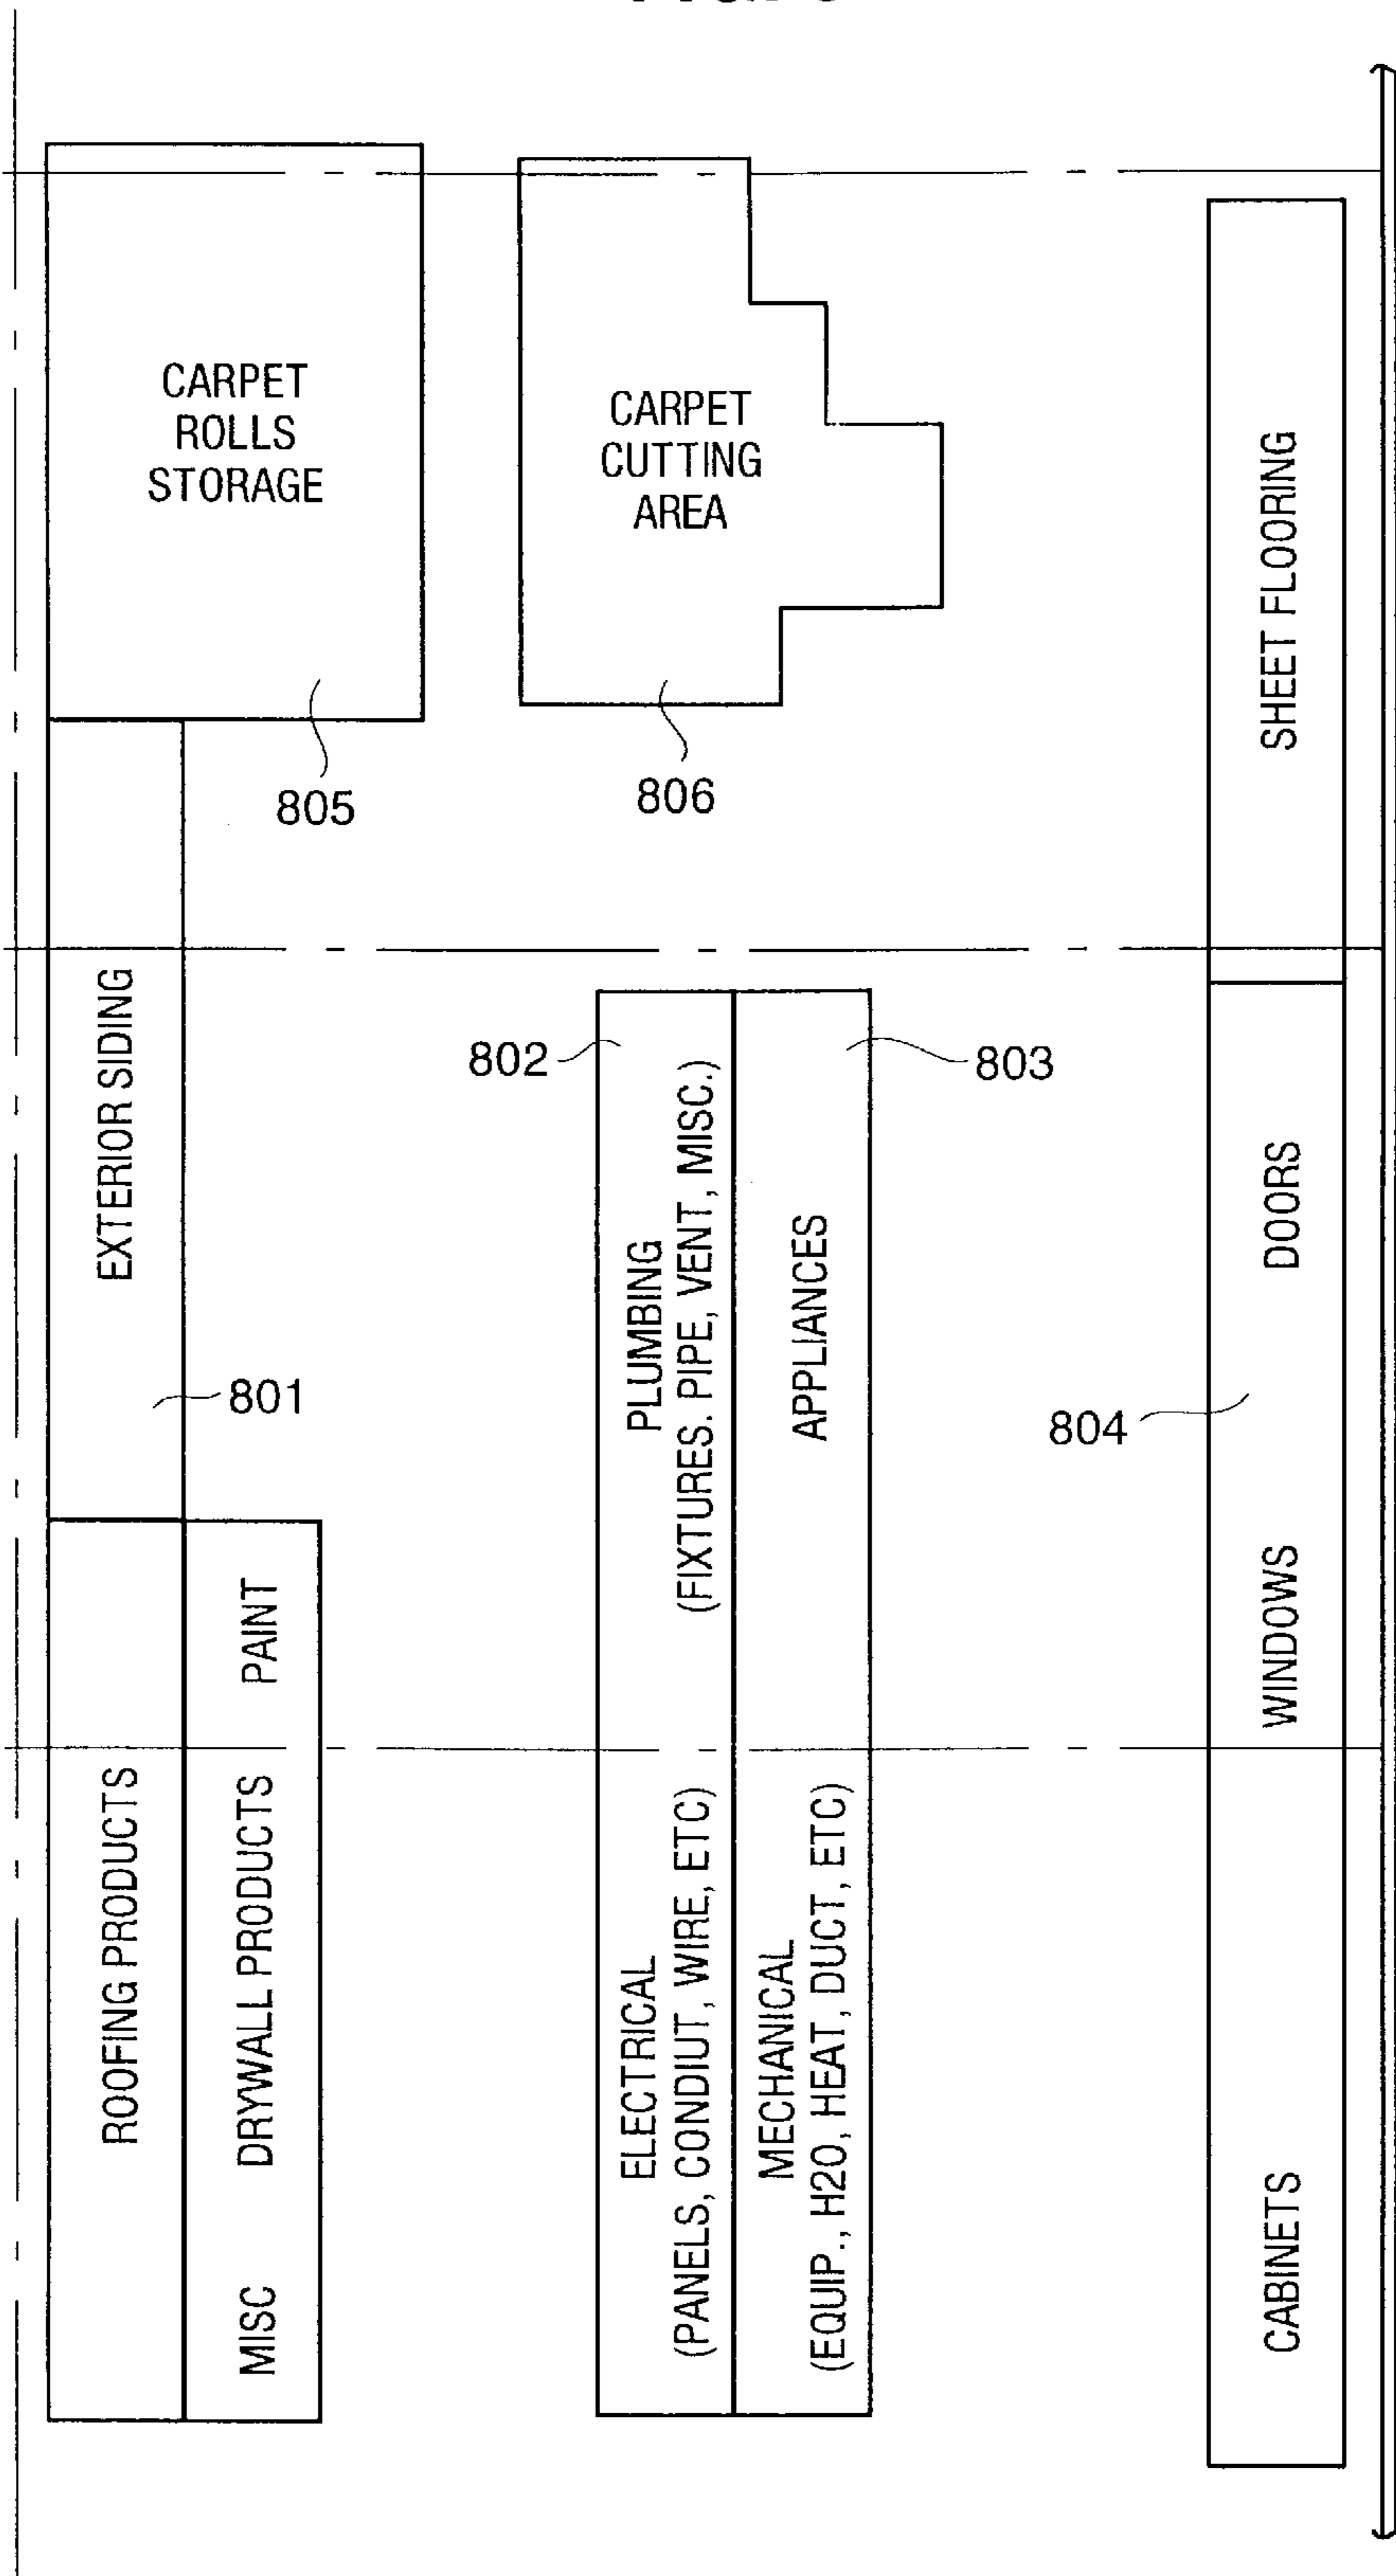 CARPET
ROLLS
STORAGE
805
CARPET
CUTTING
AREA
806
SHEET FLOORING
EXTERIOR SIDING
801
802
PLUMBING
(FIXTURES. PIPE, VENT, MISC.)
803
APPLIANCES
DOORS
804
WINDOWS
ROOFING PRODUCTS
PAINT
DRYWALL PRODUCTS
MISC
ELECTRICAL
(PANELS, CONDIUT, WIRE, ETC)
MECHANICAL
(EQUIP., H2O, HEAT, DUCT, ETC)
CABINETS